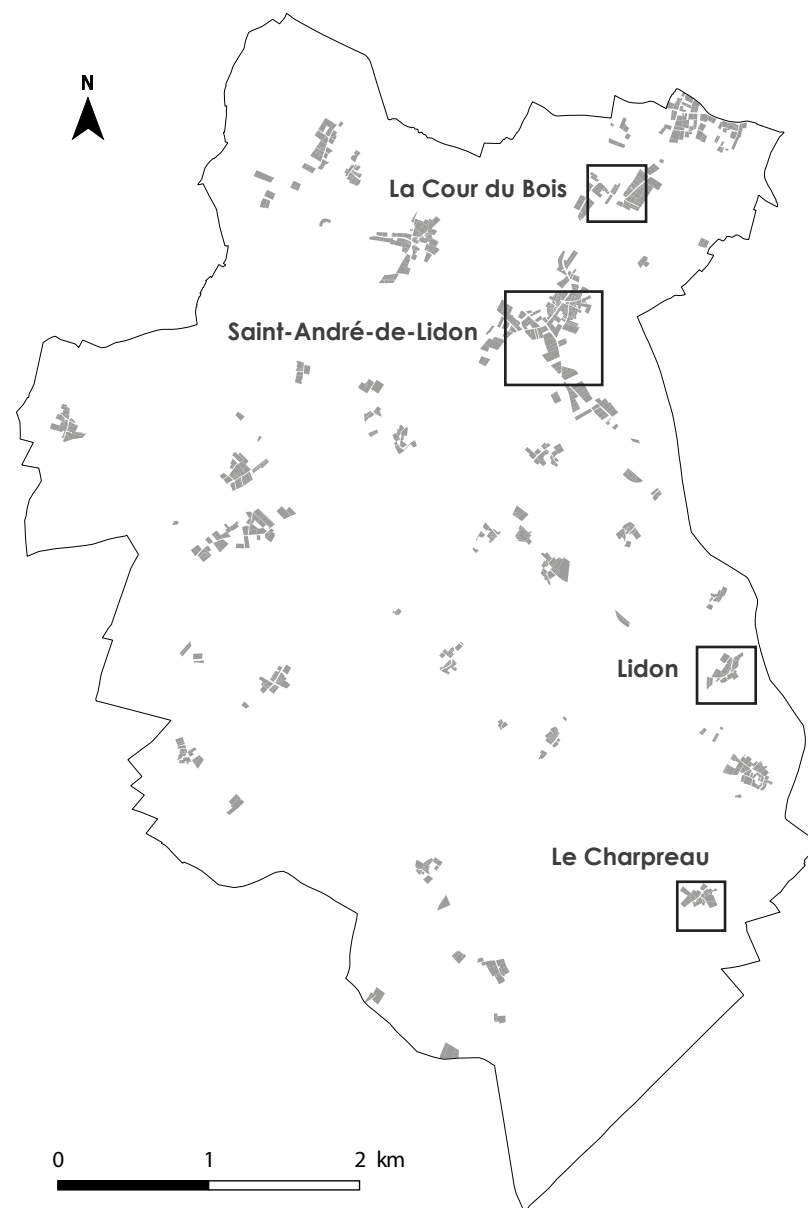 N
La Cour du Bois
Saint-André-de-Lidon
Lidon
Le Charpreau
0 1 2 km